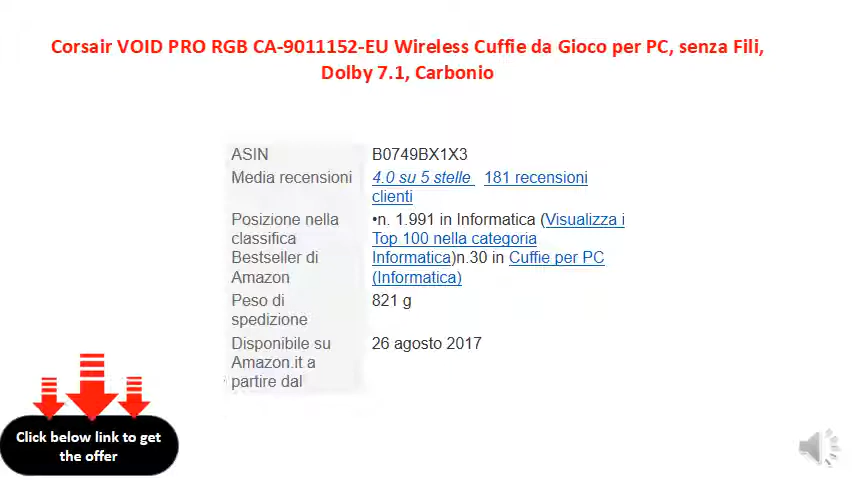 Corsair VOID PRO RGB CA-9011152-EU Wireless Cuffie da Gioco per PC, senza Fili,
Dolby 7.1, Carbonio
ASIN B0749BX1X3
Media recensioni 4.0 su 5 stelle 181 recensioni
clienti
Posizione nella •n. 1.991 in Informatica (Visualizza i
classifica Top 100 nella categoria
Bestseller di Informatica)n.30 in Cuffie per PC
Amazon (Informatica)
Peso di 821 g
spedizione
Disponibile su 26 agosto 2017
Amazon.it a
partire dal
Click below link to get
the offer